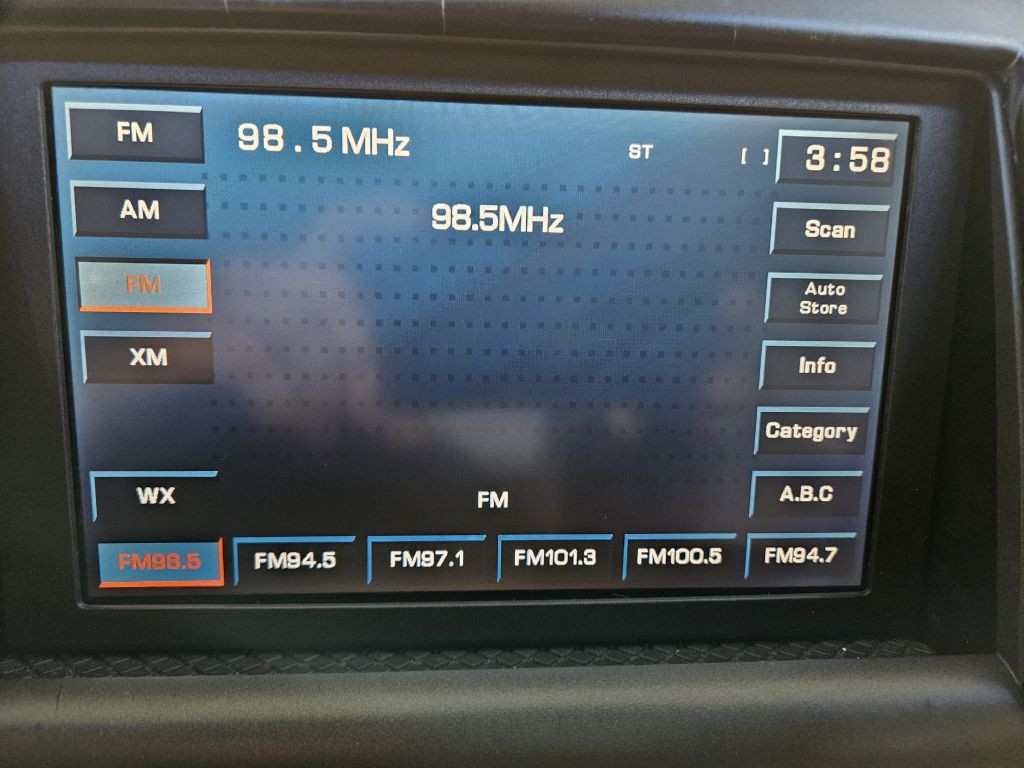 FM
98.5 MHz
ST
[ ]
3:58
AM
98.5MHz
Scan
FM
Auto
Store
XM
Info
Category
WX
FM
A.B.C
FM98.5
FM94.5
FM97.1
FM101.3
FM100.5
FM94.7